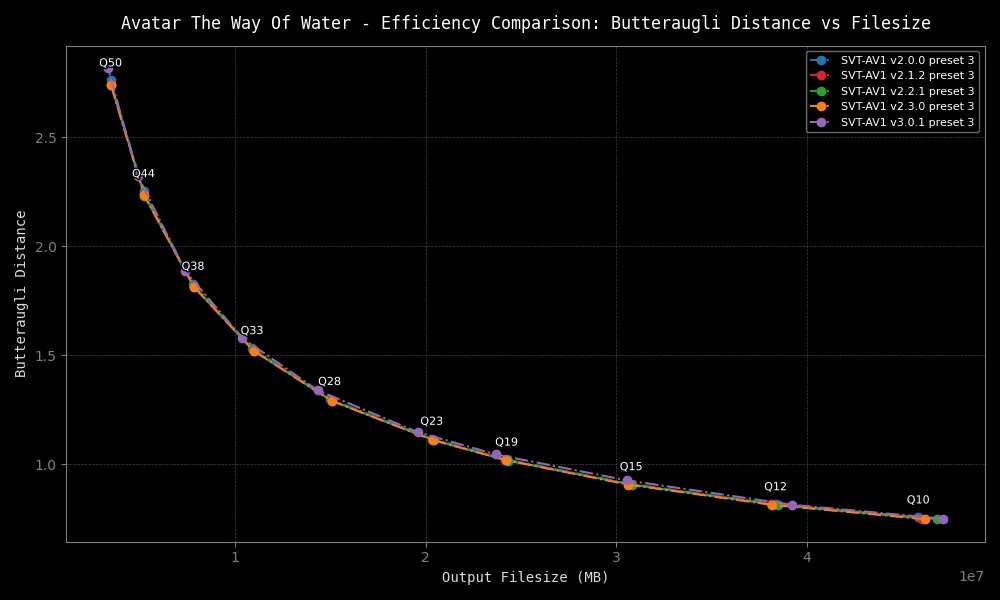 Avatar The Way Of Water - Efficiency Comparison: Butteraugli Distance vs Filesize
SVT-AV1 v2.0.0 preset 3
SVT-AV1 v2.1.2 preset 3
SVT-AV1 v2.2.1 preset 3
SVT-AV1 v2.3.0 preset 3
SVT-AV1 v3.0.1 preset 3
Q50
Q44
Q38
Q33
Q28
Q23
Q19
Q15
Q12
Q10
Butteraugli Distance
2.5
2.0
1.5
1.0
1
2
3
4
1e7
Output Filesize (MB)